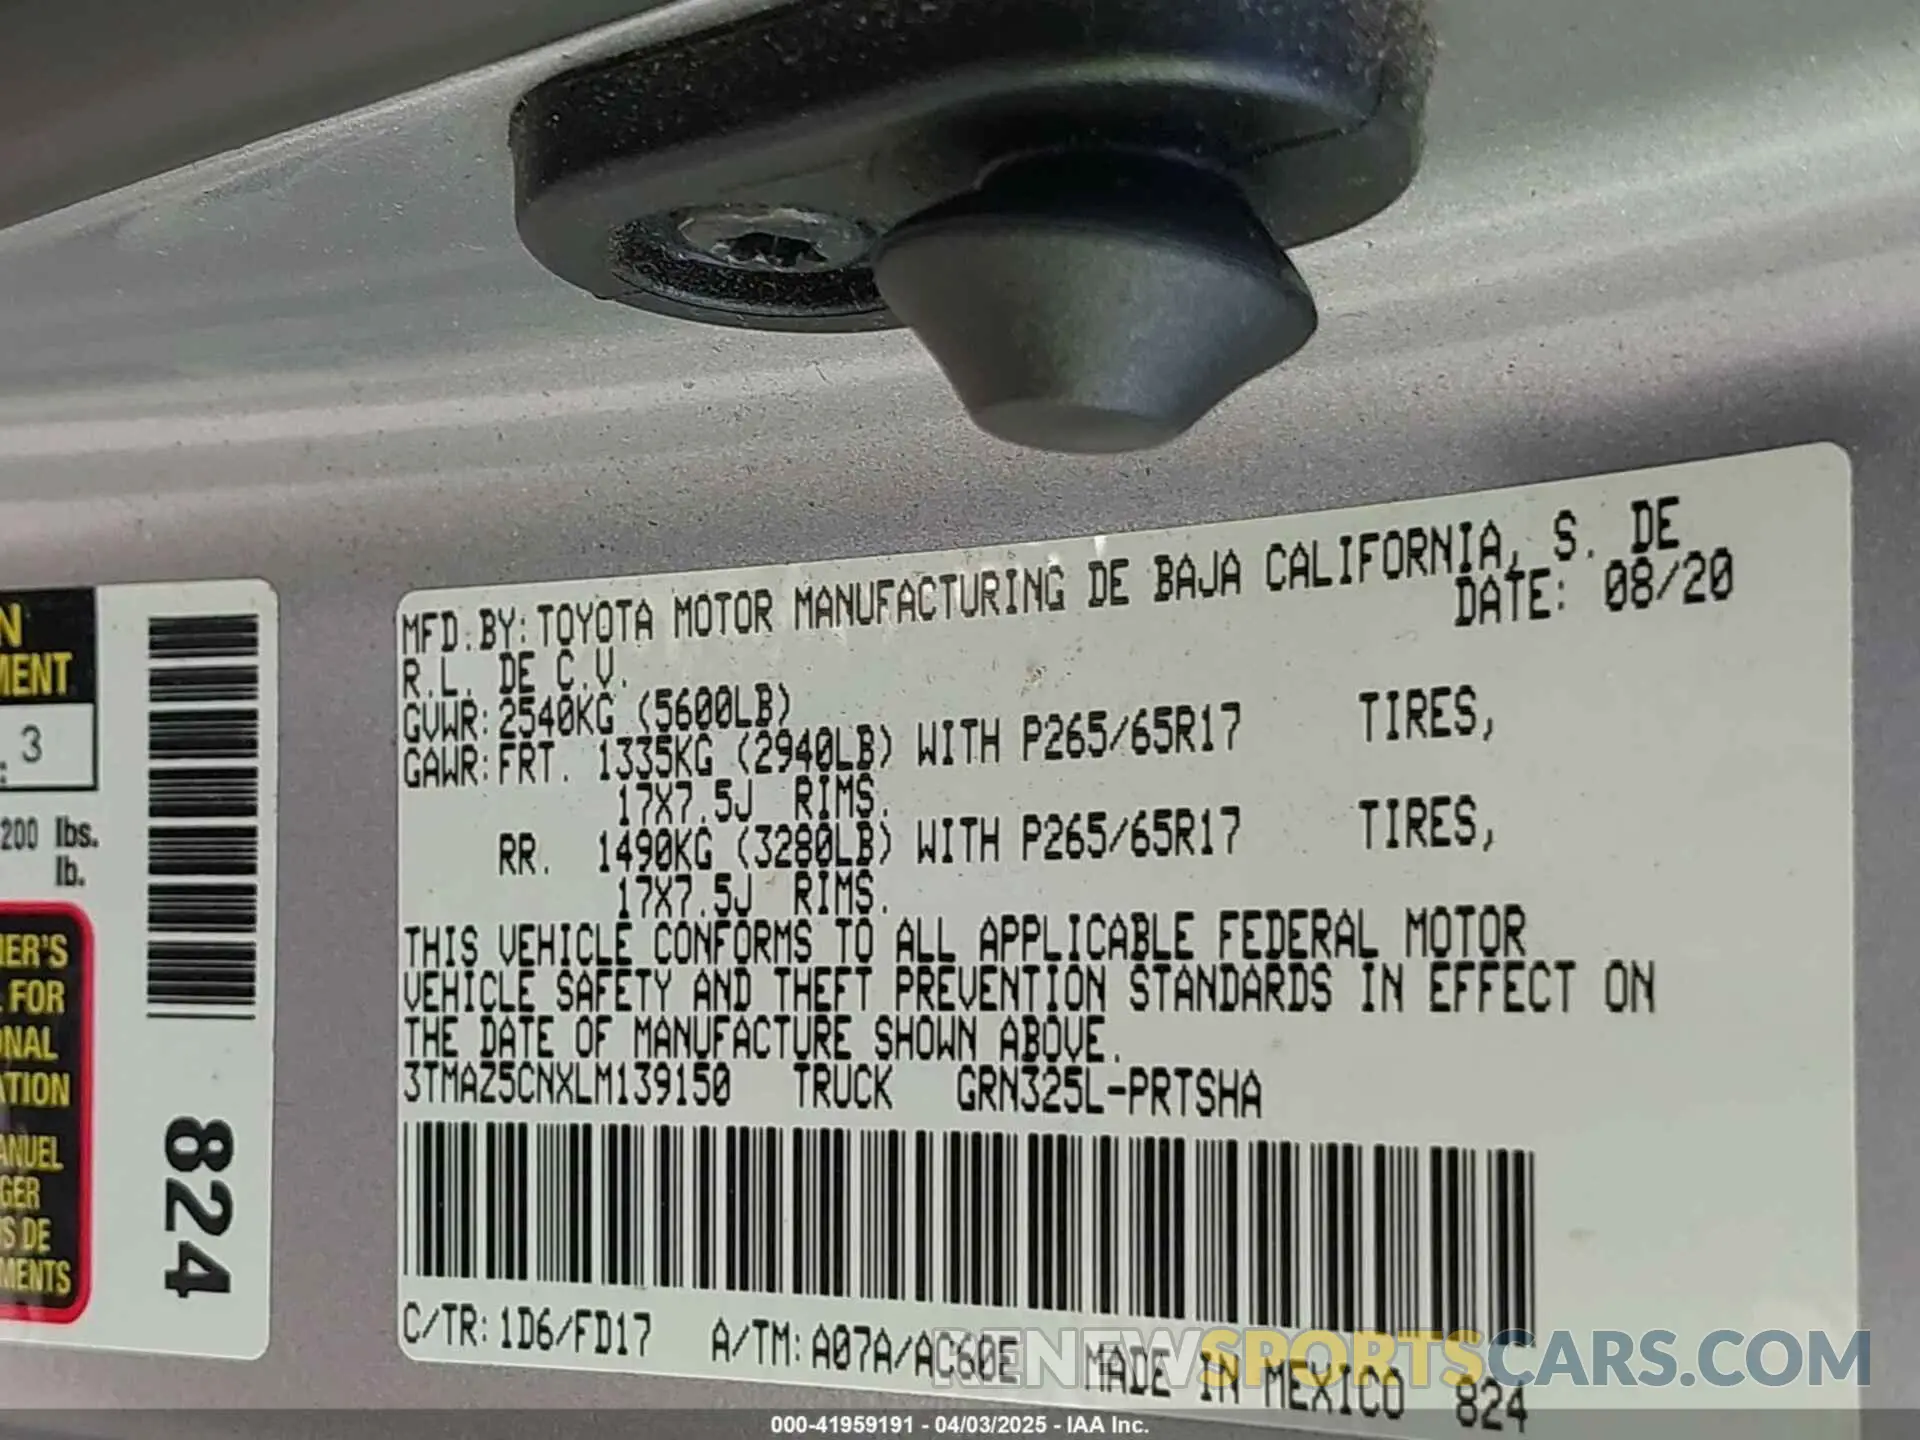 N
MENT
: 3
200 lbs.
lb.
ER'S
FOR
NAL
ATION
ANUEL
GER
S DE
MENTS
824
MFD.BY:TOYOTA MOTOR MANUFACTURING DE BAJA CALIFORNIA, S. DE
R.L. DE C.V. DATE: 08/20
GVWR:2540KG (5600LB)
GAWR:FRT. 1335KG (2940LB) WITH P265/65R17 TIRES,
17X7.5J RIMS.
RR. 1490KG (3280LB) WITH P265/65R17 TIRES,
17X7.5J RIMS.
THIS VEHICLE CONFORMS TO ALL APPLICABLE FEDERAL MOTOR
VEHICLE SAFETY AND THEFT PREVENTION STANDARDS IN EFFECT ON
THE DATE OF MANUFACTURE SHOWN ABOVE.
3TMAZ5CNXLM139150 TRUCK GRN325L-PRTSHA
C/TR:1D6/FD17 A/TM:A07A/AC60E MADE IN MEXICO 824
RENEWSPORTSCARS.COM
000-41959191 - 04/03/2025 - IAA Inc.